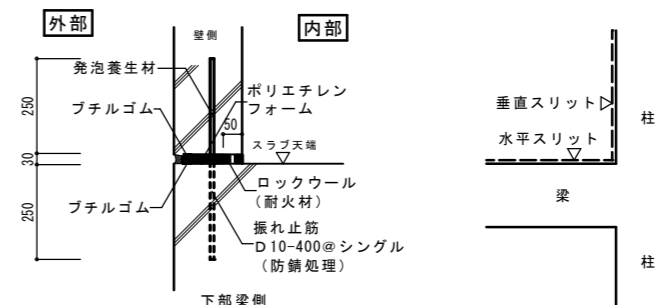 外部
壁側
内部
発泡養生材
ポリエチレン
フォーム
ブチルゴム
50
スラブ天端
250
30
250
ブチルゴム
ロックウール
(耐火材)
振れ止筋
D10-400@シングル
(防錆処理)
下部梁側
垂直スリット
柱
水平スリット
梁
柱